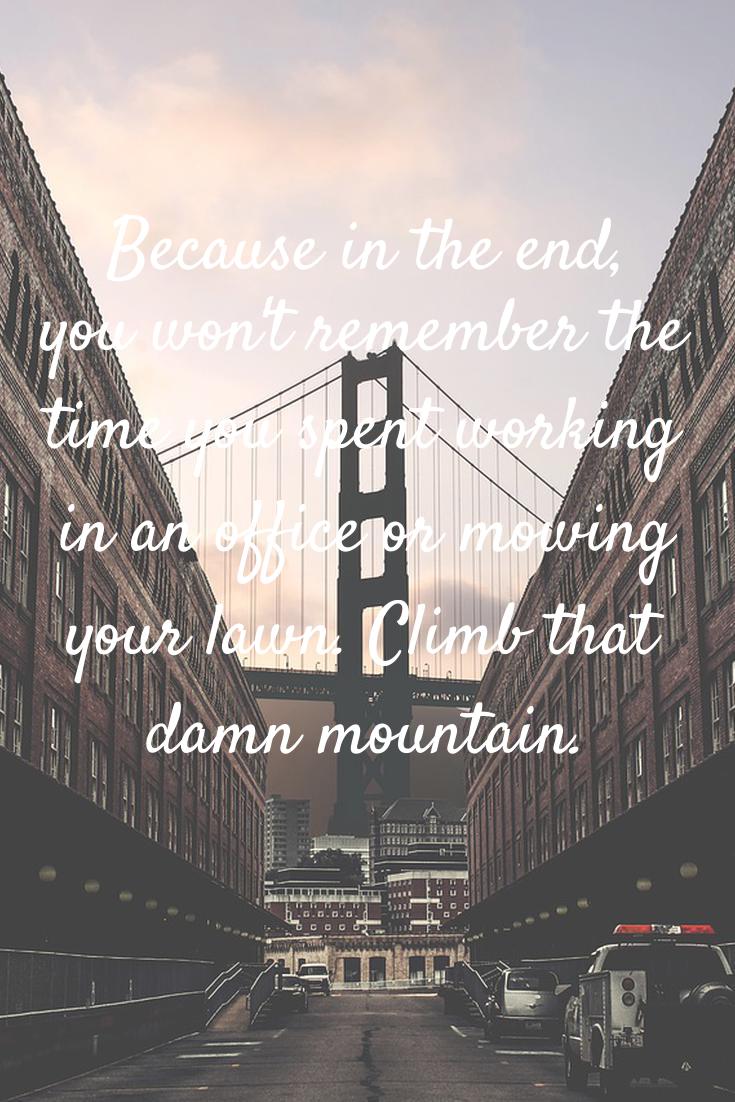 Because in the end,
you won't remember the
time you spent working
in an office or mowing
your lawn. Climb that
damn mountain.